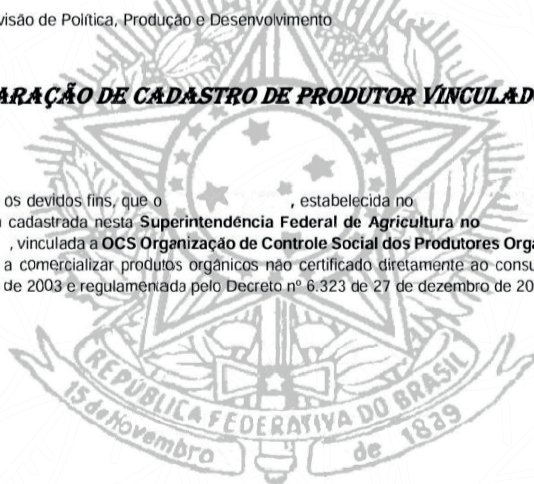 visão de Política, Produção e Desenvolvimento
ARAÇÃO DE CADASTRO DE PRODUTOR VINCULADO
os devidos fins, que o , estabelecida no
cadastrada nesta Superintendência Federal de Agricultura no
, vinculada a OCS Organização de Controle Social dos Produtores Orga
a comercializar produtos orgânicos não certificado diretamente ao consu
de 2003 e regulamentada pelo Decreto nº 6.323 de 27 de dezembro de 20
REPÚBLICA FEDERATIVA DO BRASIL
15 de Novembro de 1889